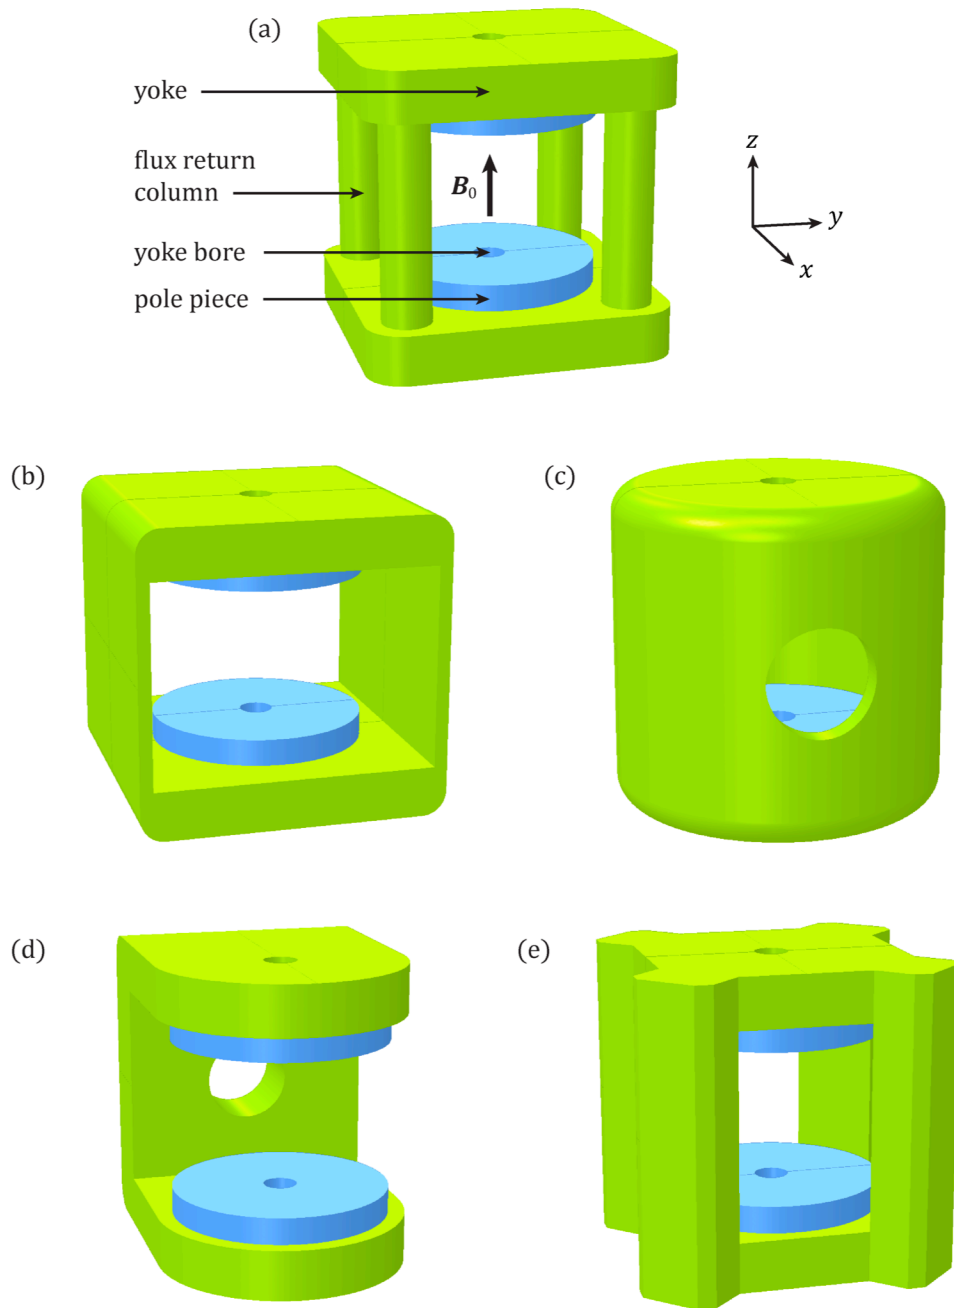 (a)
yoke
flux return
column
B₀
yoke bore
pole piece
z
y
x
(b)
(c)
(d)
(e)